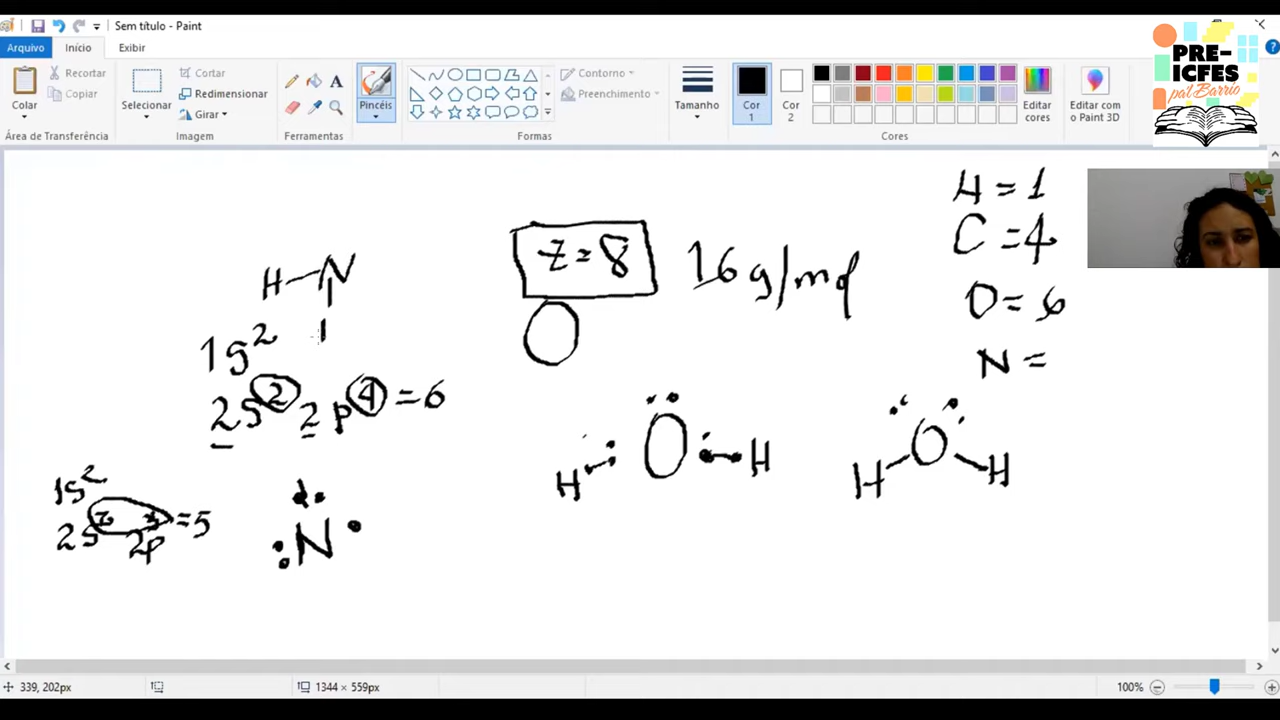 Sem título - Paint
Arquivo
Início
Exibir
Colar
Recortar
Copiar
Área de Transferência
Selecionar
Cortar
Redimensionar
Girar
Imagem
A
Ferramentas
Pincéis
Contorno
Preenchimento
Formas
Tamanho
Cor 1
Cor 2
Editar cores
Editar com o Paint 3D
Cores
PRE-ICFES
pal' Barrio
H = 1
C = 4
O = 6
N =
z = 8
16 g/mol
O
H N
1s²
2s² 2p⁴ = 6
1s²
2s² 2p³ = 5
N
H O H
H O H
339, 202px
1344 × 559px
100%